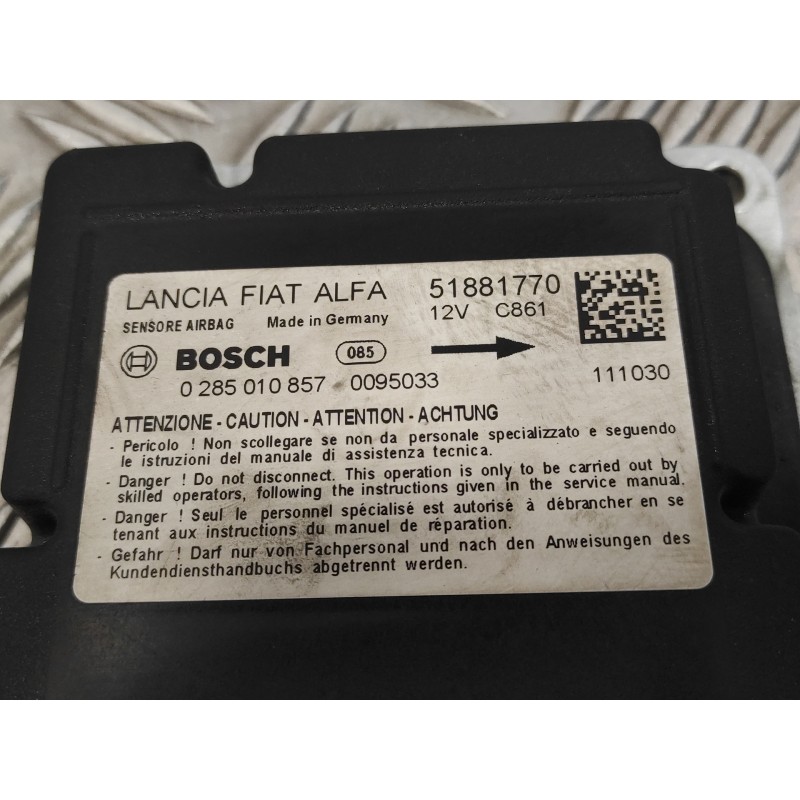 LANCIA FIAT ALFA 51881770
SENSORE AIRBAG Made in Germany 12V C861
BOSCH 085
0 285 010 857 0095033 111030
ATTENZIONE - CAUTION - ATTENTION - ACHTUNG
- Pericolo ! Non scollegare se non da personale specializzato e seguendo
le istruzioni del manuale di assistenza tecnica.
- Danger ! Do not disconnect. This operation is only to be carried out by
skilled operators, following the instructions given in the service manual.
- Danger ! Seul le personnel spécialisé est autorisé à débrancher en se
tenant aux instructions du manuel de réparation.
- Gefahr ! Darf nur von Fachpersonal und nach den Anweisungen des
Kundendiensthandbuchs abgetrennt werden.